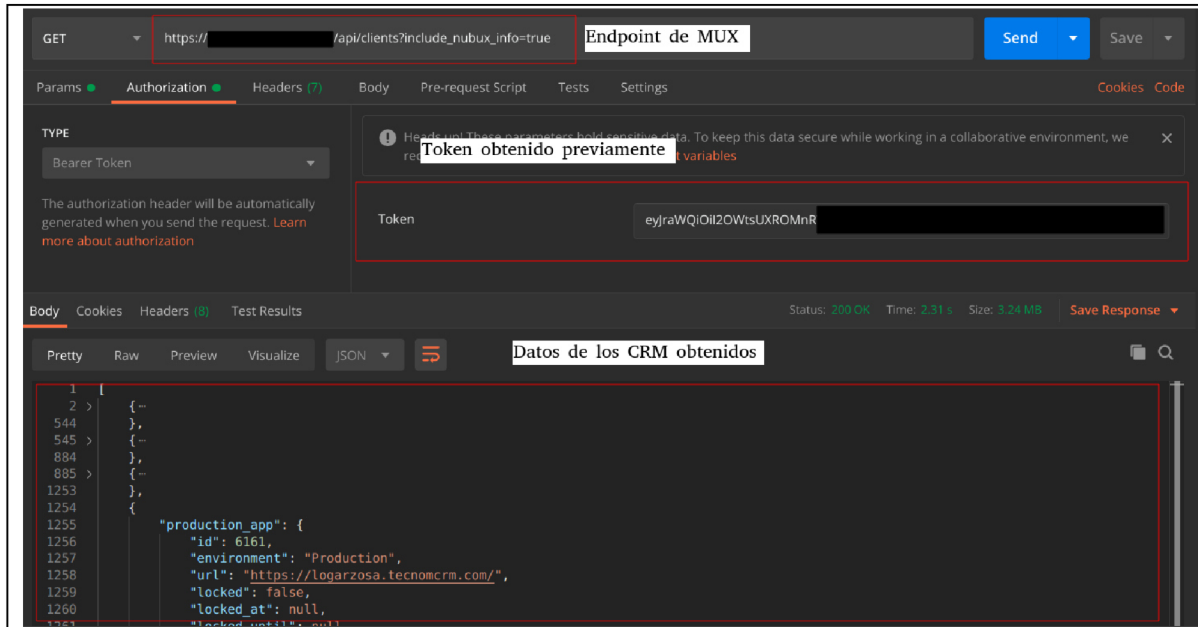 GET https:// /api/clients?include_nubux_info=true Endpoint de MUX Send Save
Params Authorization Headers (7) Body Pre-request Script Tests Settings Cookies Code
TYPE
Bearer Token
The authorization header will be automatically
generated when you send the request. Learn
more about authorization
Heads up! These parameters hold sensitive data. To keep this data secure while working in a collaborative environment, we
Token obtenido previamente
variables
Token eyJraWQiOiI2OWtsUXROMnR
Body Cookies Headers (8) Test Results Status: 200 OK Time: 2.31 s Size: 3.24 MB Save Response
Pretty Raw Preview Visualize JSON Datos de los CRM obtenidos
1 [
2 {
544 },
545 {
884 },
885 {
1253 },
1254 {
1255 "production_app": {
1256 "id": 6161,
1257 "environment": "Production",
1258 "url": "https://logarzosa.tecnomcrm.com/",
1259 "locked": false,
1260 "locked_at": null,
1261 "locked_until": null